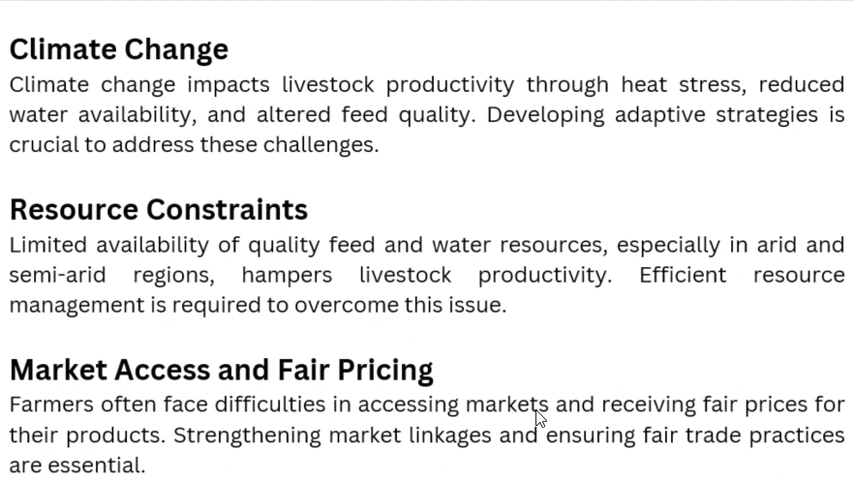 Climate Change
Climate change impacts livestock productivity through heat stress, reduced
water availability, and altered feed quality. Developing adaptive strategies is
crucial to address these challenges.
Resource Constraints
Limited availability of quality feed and water resources, especially in arid and
semi-arid regions, hampers livestock productivity. Efficient resource
management is required to overcome this issue.
Market Access and Fair Pricing
Farmers often face difficulties in accessing markets and receiving fair prices for
their products. Strengthening market linkages and ensuring fair trade practices
are essential.